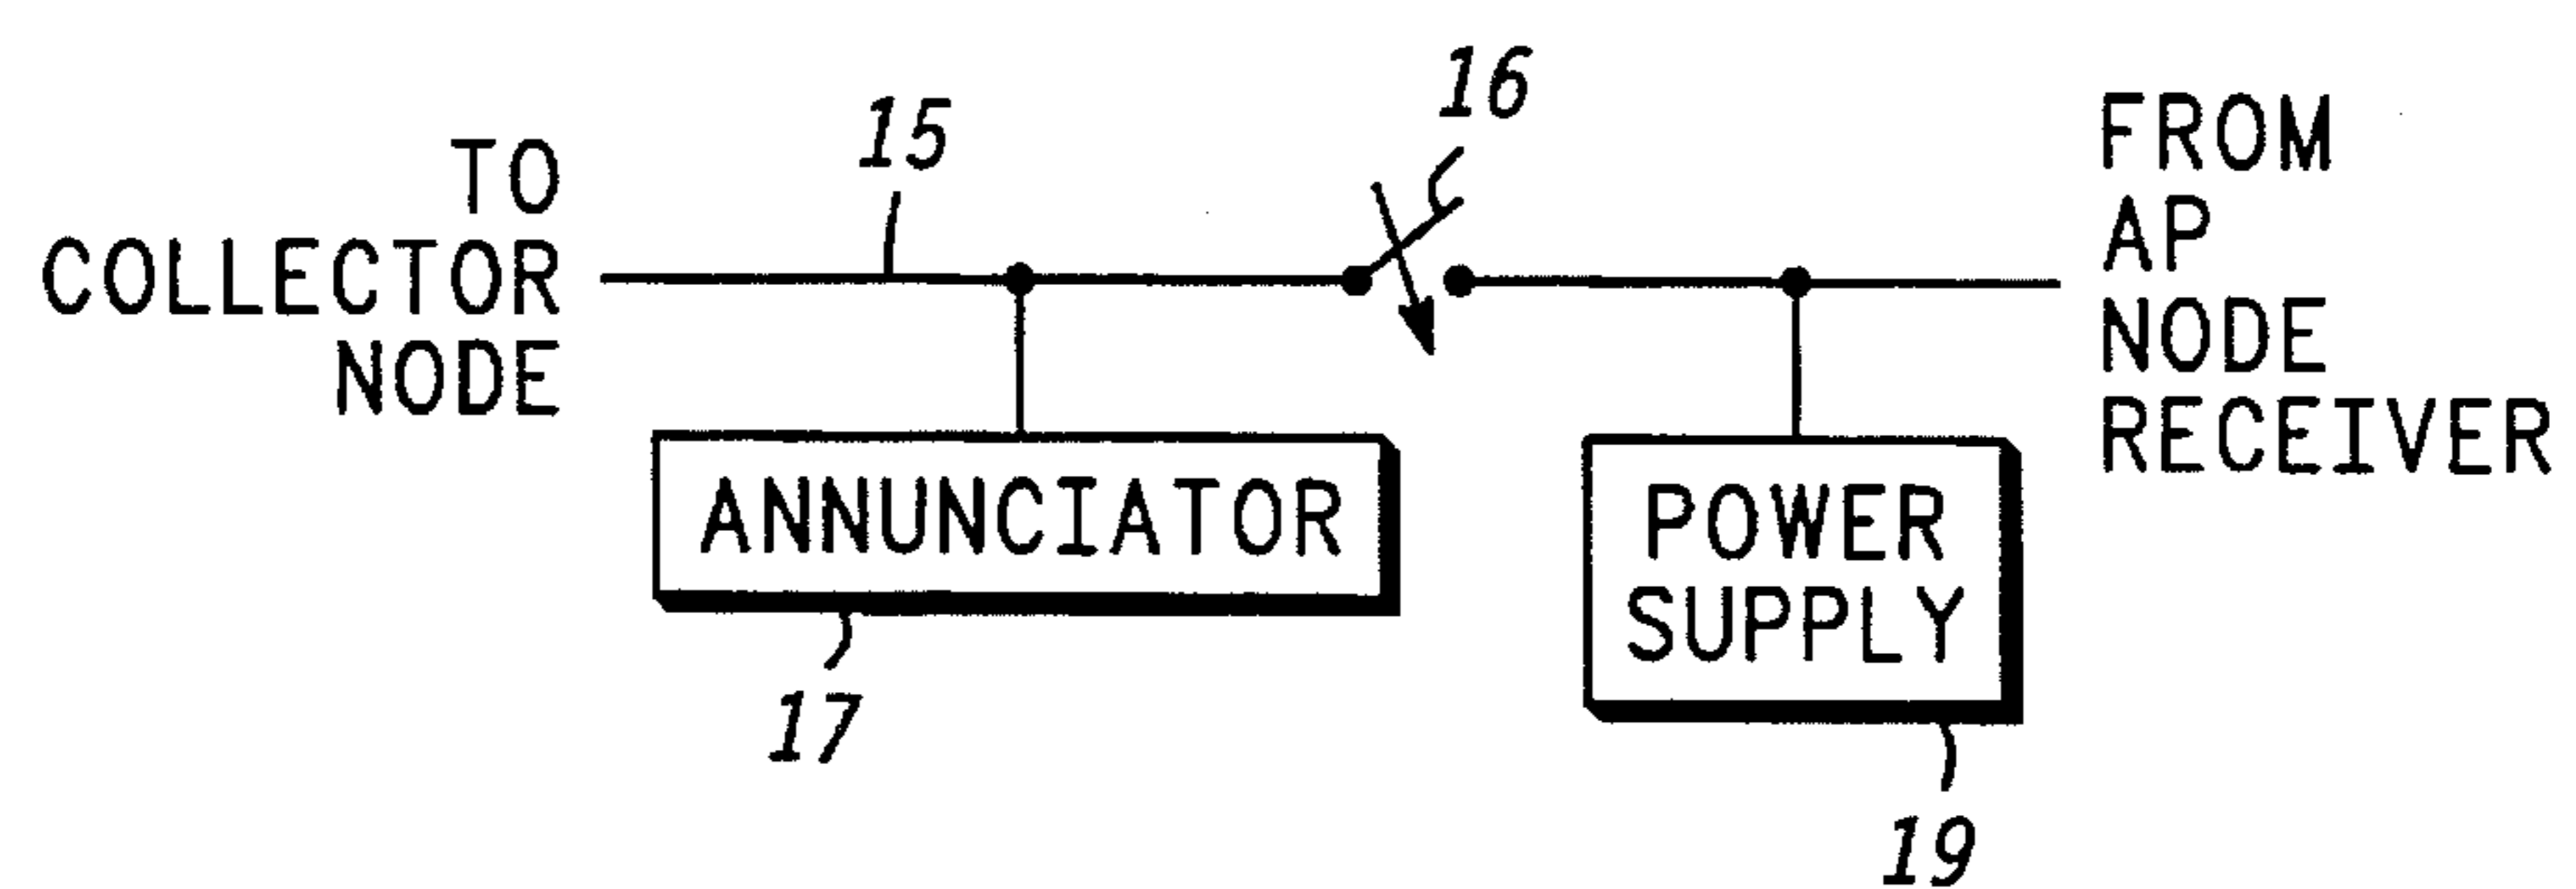 TO
COLLECTOR
NODE
15
16
FROM
AP
NODE
RECEIVER
ANNUNCIATOR
17
POWER
SUPPLY
19